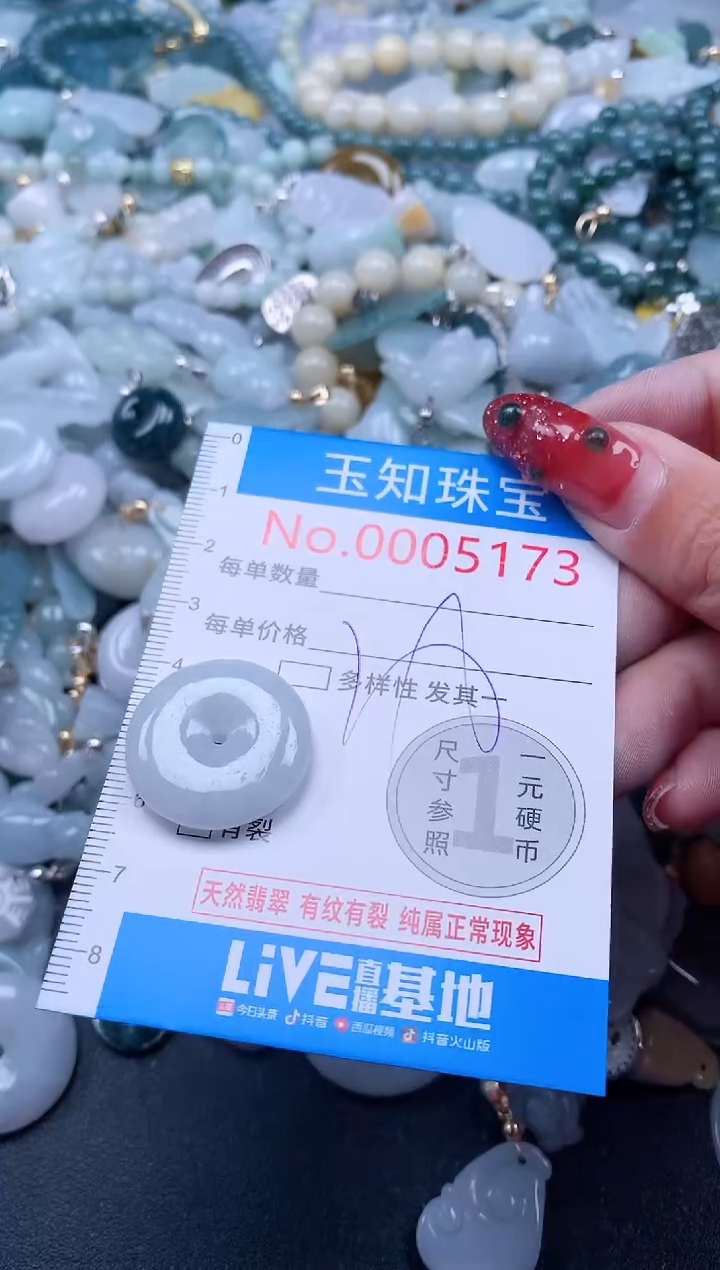 0
玉知珠宝
1
No.0005173
2
每单数量
3
每单价格
4
多样性 发其一
尺寸参照
1
一元硬币
6
有裂
7
天然翡翠 有纹有裂 纯属正常现象
8
LiVE直播基地
今日头条 抖音 西瓜视频 抖音火山版